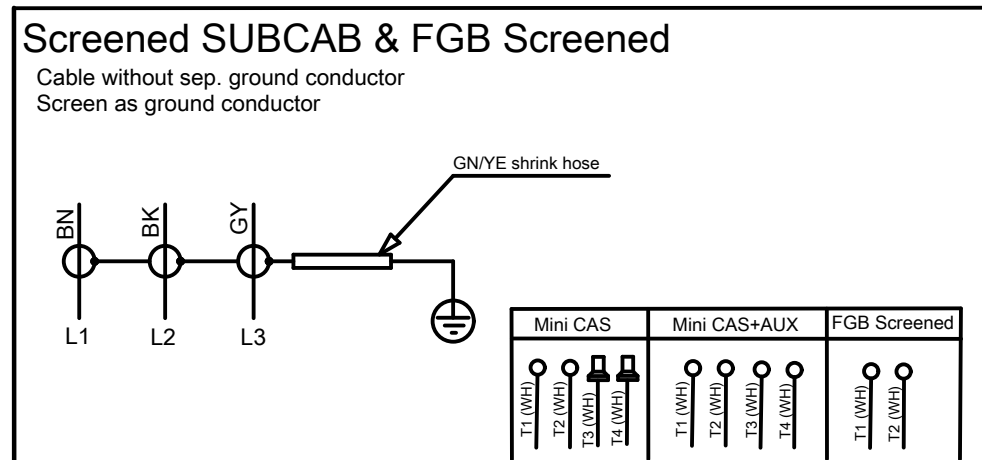 Screened SUBCAB & FGB Screened
Cable without sep. ground conductor
Screen as ground conductor
GN/YE shrink hose
BN
BK
GY
L1
L2
L3
Mini CAS
Mini CAS+AUX
FGB Screened
T1 (WH)
T2 (WH)
T3 (WH)
T4 (WH)
T1 (WH)
T2 (WH)
T3 (WH)
T4 (WH)
T1 (WH)
T2 (WH)